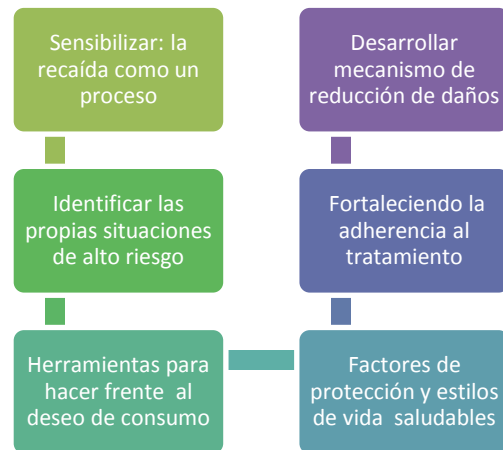 Sensibilizar: la
recaída como un
proceso
Identificar las
propias situaciones
de alto riesgo
Herramientas para
hacer frente  al
deseo de consumo
Factores de
protección y estilos
de vida  saludables
Fortaleciendo la
adherencia al
tratamiento
Desarrollar
mecanismo de
reducción de daños